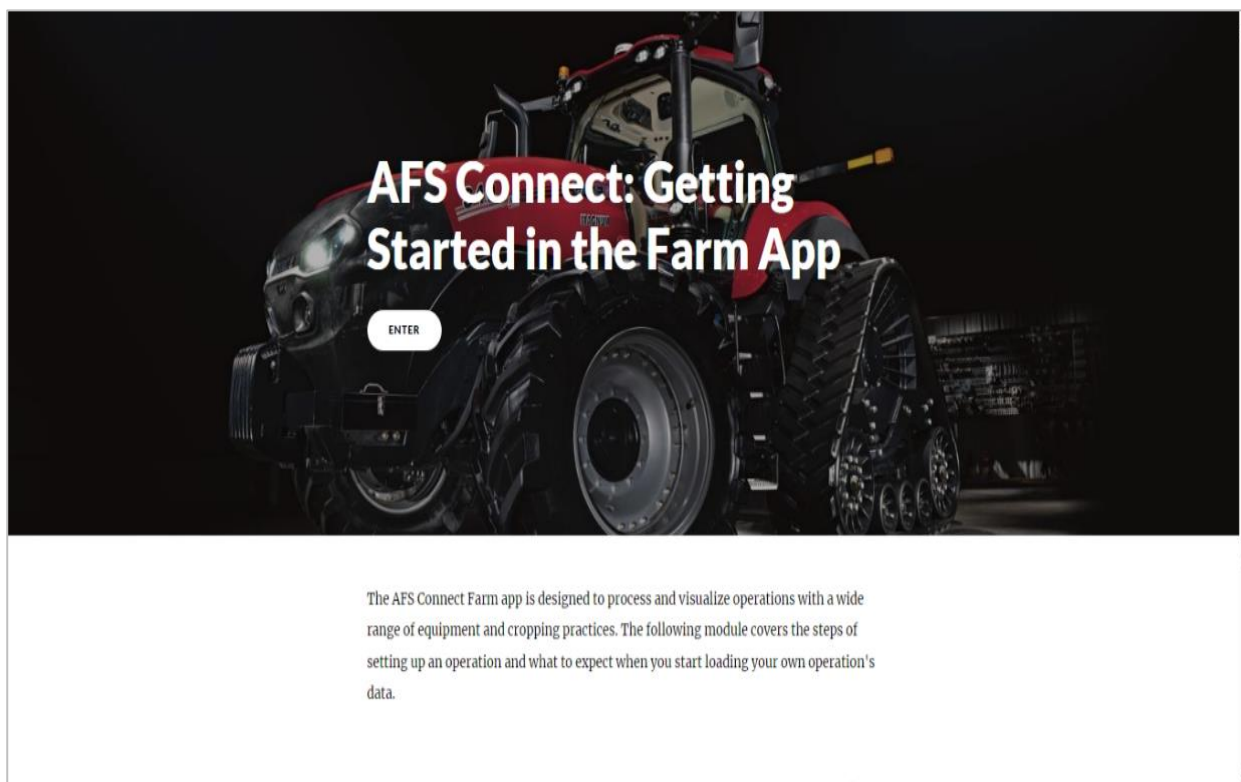 AFS Connect: Getting
Started in the Farm App
MAGNUM
ENTER
The AFS Connect Farm app is designed to process and visualize operations with a wide
range of equipment and cropping practices. The following module covers the steps of
setting up an operation and what to expect when you start loading your own operation's
data.